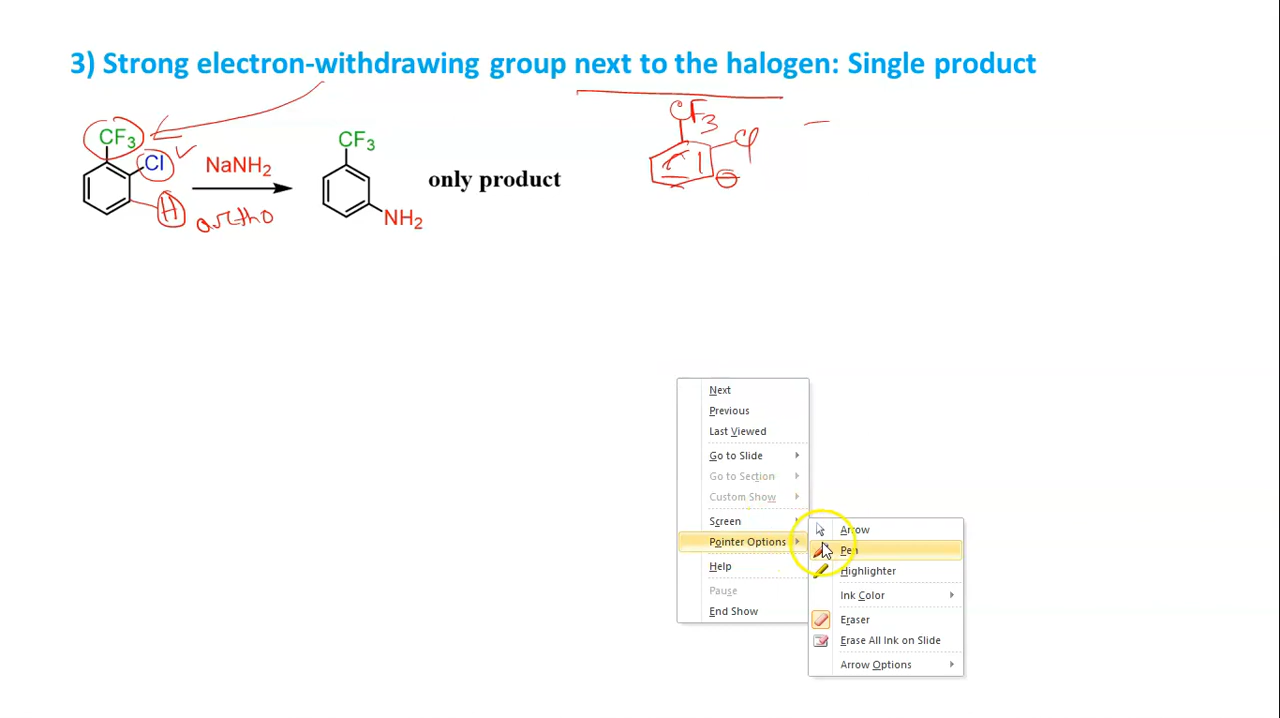 3) Strong electron-withdrawing group next to the halogen: Single product
CF3
Cl
H
NaNH2
ortho
CF3
NH2
only product
CF3
Cl
Next
Previous
Last Viewed
Go to Slide
Go to Section
Custom Show
Screen
Pointer Options
Help
Pause
End Show
Arrow
Pen
Highlighter
Ink Color
Eraser
Erase All Ink on Slide
Arrow Options